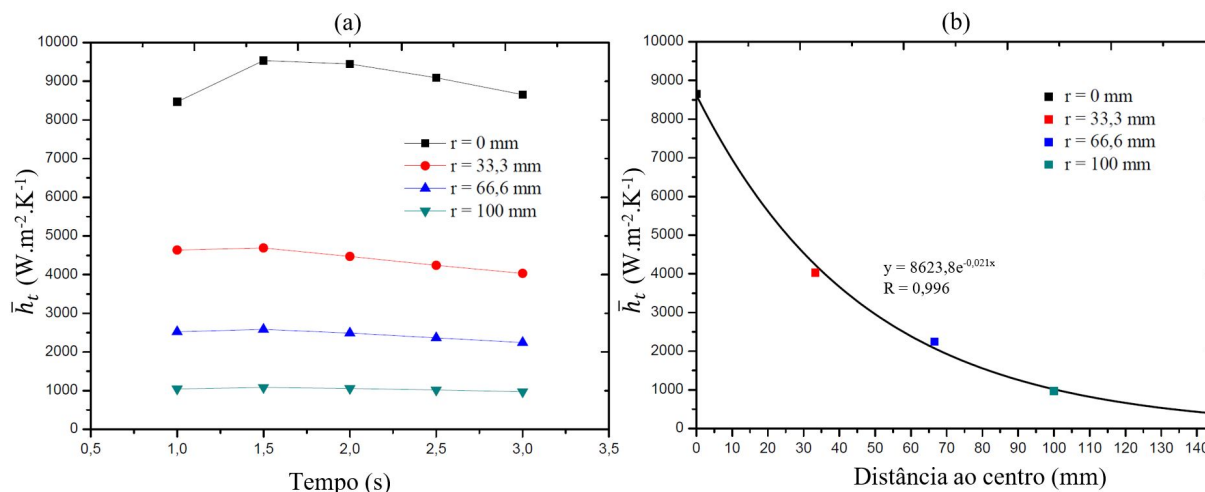 (a)
10000
9000
8000
7000
6000
5000
4000
3000
2000
1000
0
h̄ₜ (W.m⁻².K⁻¹)
r = 0 mm
r = 33,3 mm
r = 66,6 mm
r = 100 mm
0,5 1,0 1,5 2,0 2,5 3,0 3,5
Tempo (s)
(b)
10000
9000
8000
7000
6000
5000
4000
3000
2000
1000
0
h̄ₜ (W.m⁻².K⁻¹)
r = 0 mm
r = 33,3 mm
r = 66,6 mm
r = 100 mm
y = 8623,8e⁻⁰,⁰²¹ˣ
R = 0,996
0 10 20 30 40 50 60 70 80 90 100 110 120 130 140
Distância ao centro (mm)